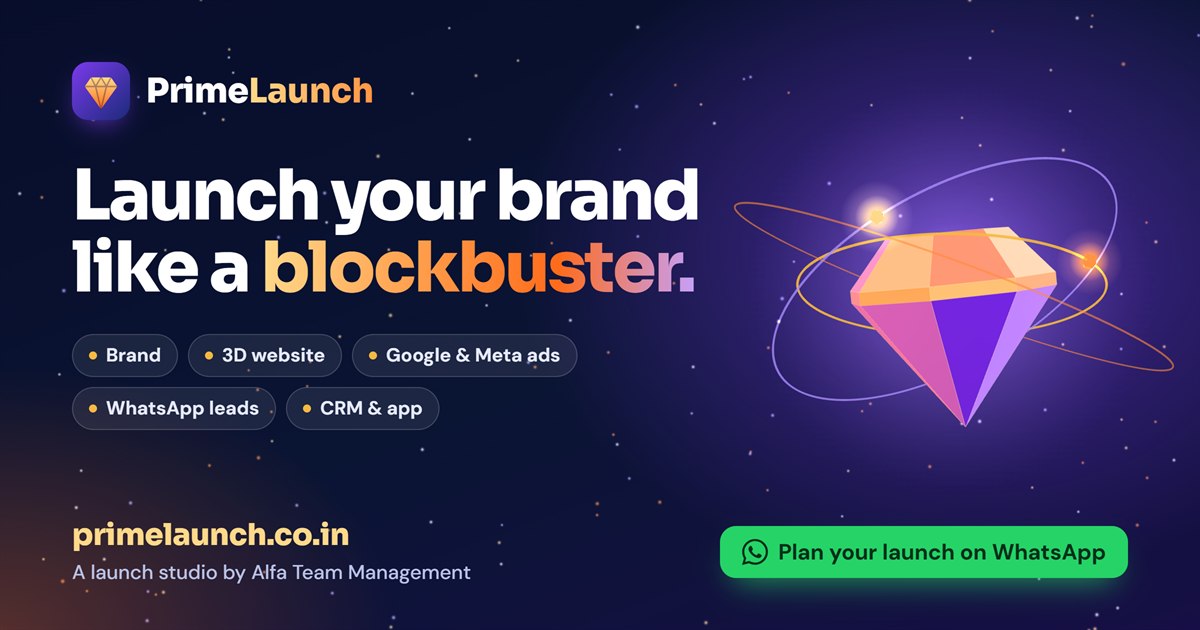 PrimeLaunch
Launch your brand
like a blockbuster.
Brand
3D website
Google & Meta ads
WhatsApp leads
CRM & app
primelaunch.co.in
A launch studio by Alfa Team Management
Plan your launch on WhatsApp